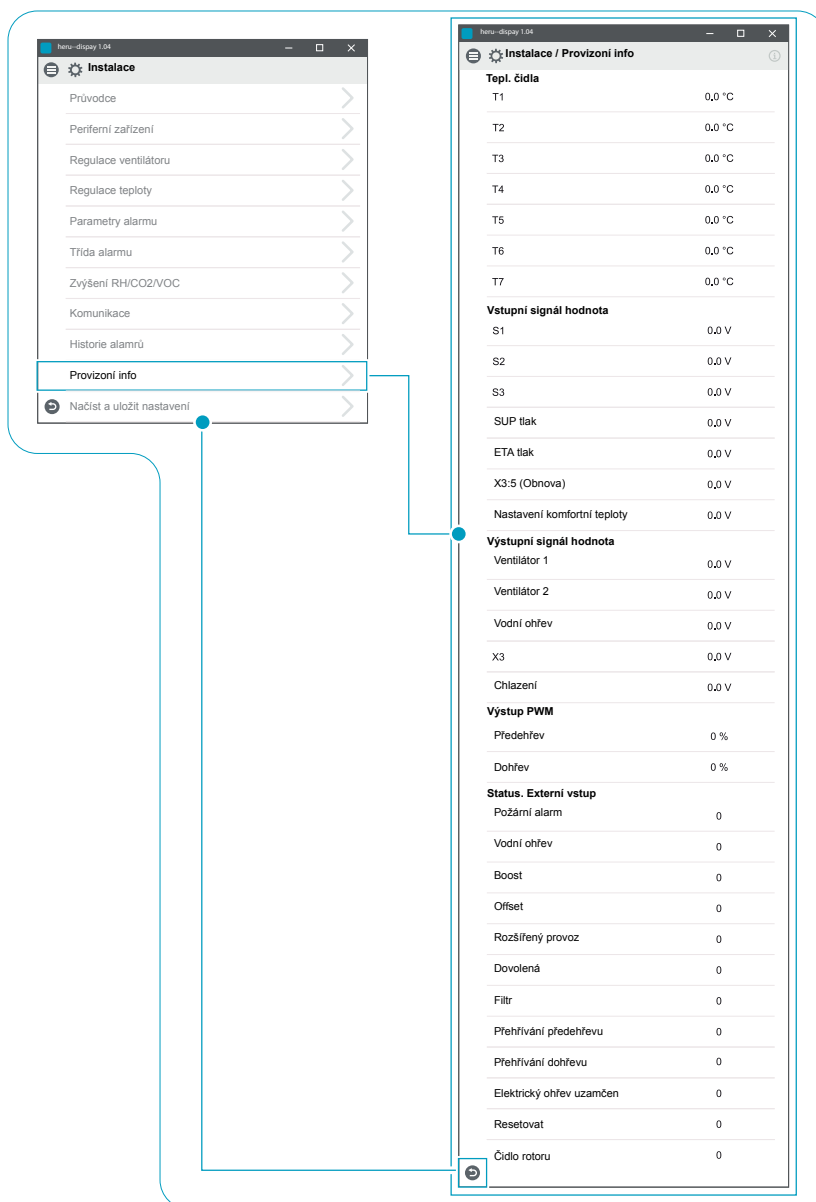 heru-dispay 1.04
Instalace
Průvodce
Periferní zařízení
Regulace ventilátoru
Regulace teploty
Parametry alarmu
Třída alarmu
Zvýšení RH/CO2/VOC
Komunikace
Historie alamrů
Provizoní info
Načíst a uložit nastavení
heru-dispay 1.04
Instalace / Provizoní info
Tepl. čidla
T1 0.0 °C
T2 0.0 °C
T3 0.0 °C
T4 0.0 °C
T5 0.0 °C
T6 0.0 °C
T7 0.0 °C
Vstupní signál hodnota
S1 0.0 V
S2 0.0 V
S3 0.0 V
SUP tlak 0.0 V
ETA tlak 0.0 V
X3:5 (Obnova) 0.0 V
Nastavení komfortní teploty 0.0 V
Výstupní signál hodnota
Ventilátor 1 0.0 V
Ventilátor 2 0.0 V
Vodní ohřev 0.0 V
X3 0.0 V
Chlazení 0.0 V
Výstup PWM
Předehřev 0 %
Dohřev 0 %
Status. Externí vstup
Požární alarm 0
Vodní ohřev 0
Boost 0
Offset 0
Rozšířený provoz 0
Dovolená 0
Filtr 0
Přehřívání předehřevu 0
Přehřívání dohřevu 0
Elektrický ohřev uzamčen 0
Resetovat 0
Čidlo rotoru 0